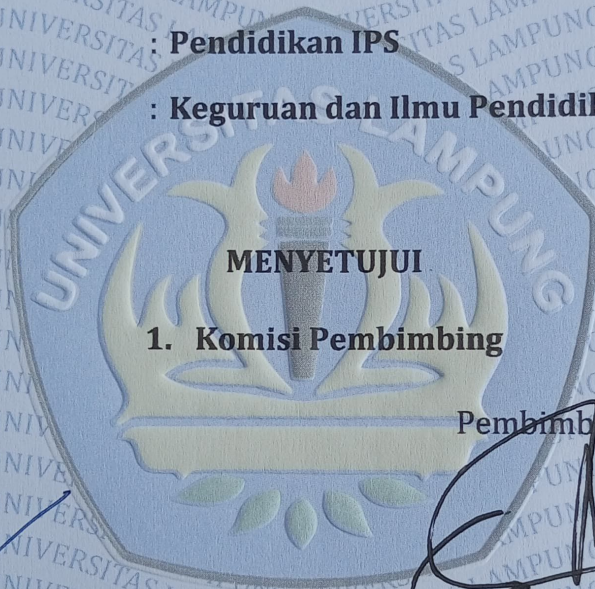 : Pendidikan IPS
: Keguruan dan Ilmu Pendidi
UNIVERSITAS LAMPUNG
MENYETUJUI
1. Komisi Pembimbing
Pembimb